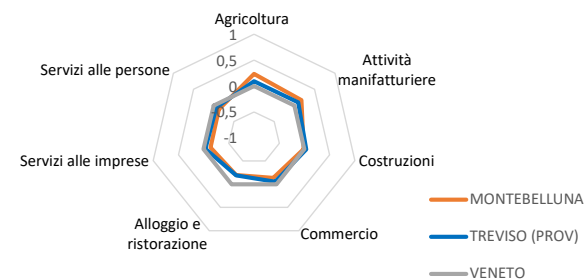 Agricoltura
1
0,5
0
-0,5
-1
Attività
manifatturiere
Costruzioni
Commercio
Alloggio e
ristorazione
Servizi alle imprese
Servizi alle persone
MONTEBELLUNA
TREVISO (PROV)
VENETO